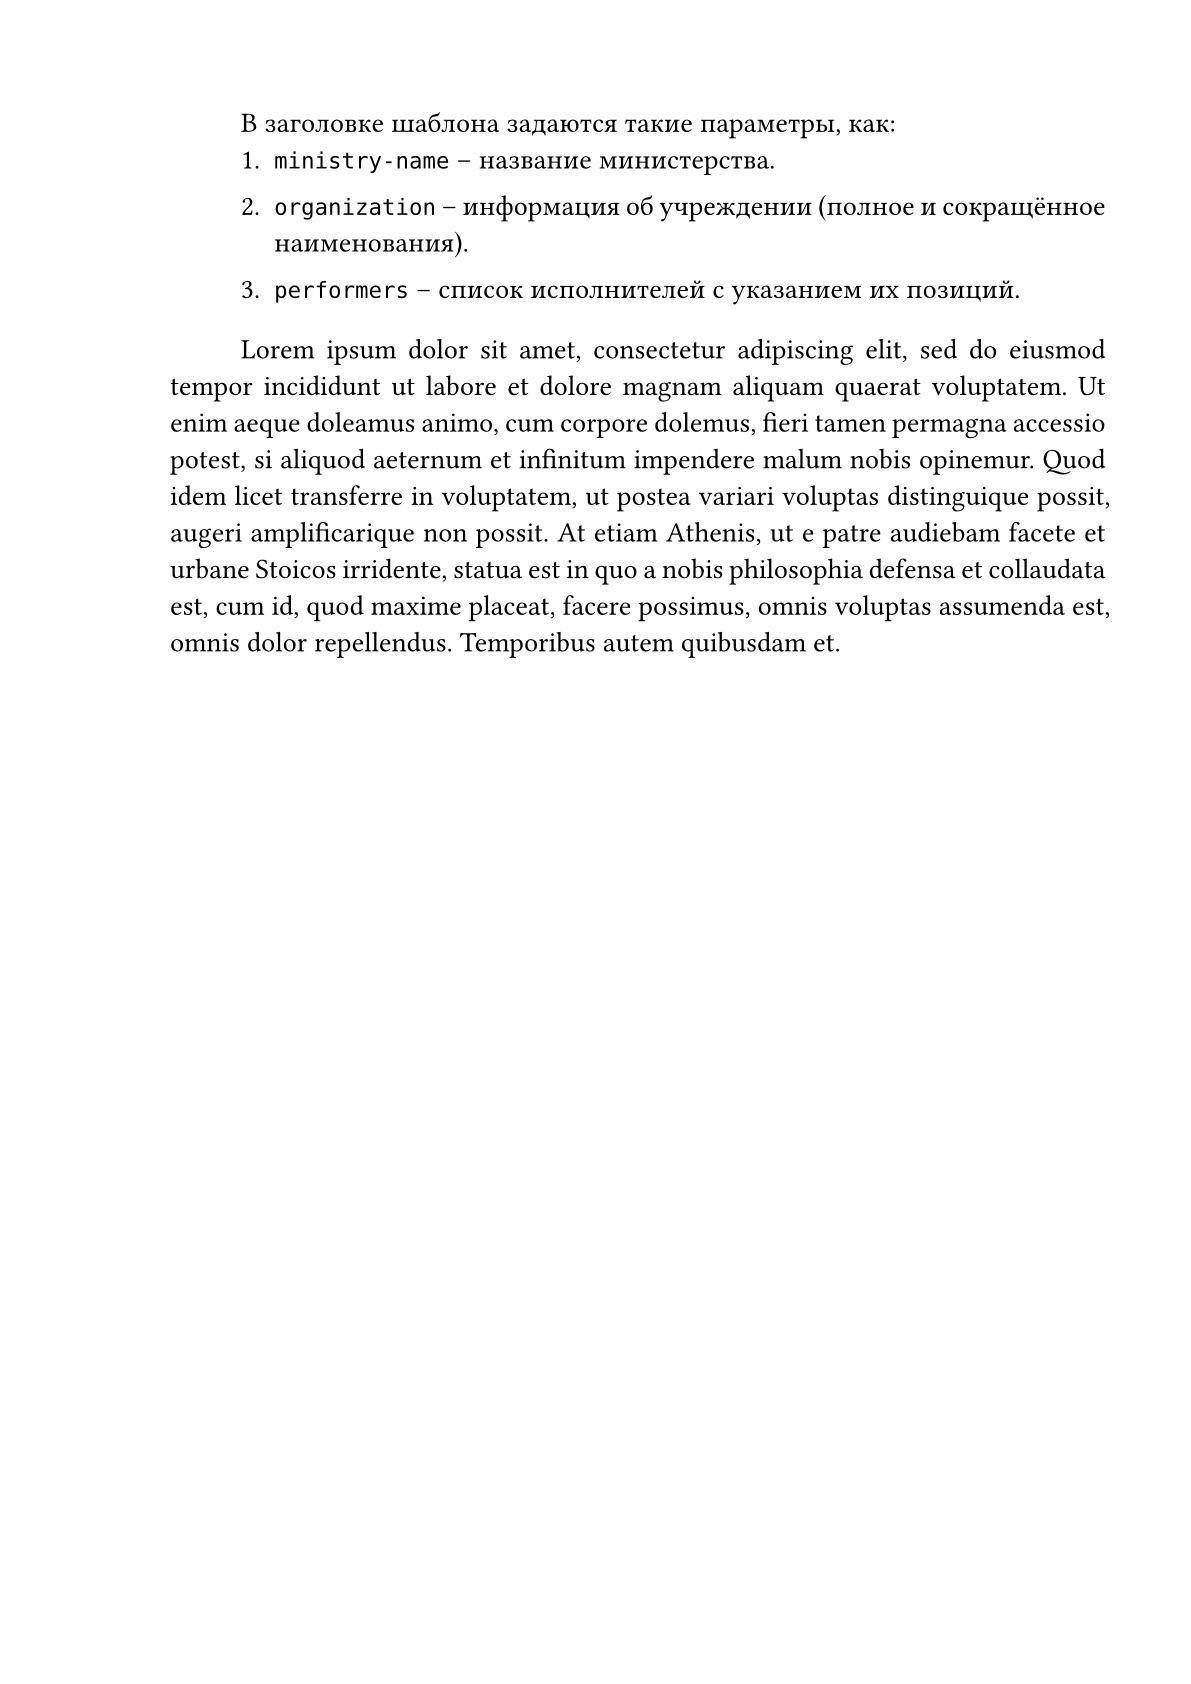 В заголовке шаблона задаются такие параметры, как:
1. ministry-name – название министерства.
2. organization – информация об учреждении (полное и сокращённое
наименования).
3. performers – список исполнителей с указанием их позиций.
Lorem ipsum dolor sit amet, consectetur adipiscing elit, sed do eiusmod
tempor incididunt ut labore et dolore magnam aliquam quaerat voluptatem. Ut
enim aeque doleamus animo, cum corpore dolemus, fieri tamen permagna accessio
potest, si aliquod aeternum et infinitum impendere malum nobis opinemur. Quod
idem licet transferre in voluptatem, ut postea variari voluptas distinguique possit,
augeri amplificarique non possit. At etiam Athenis, ut e patre audiebam facete et
urbane Stoicos irridente, statua est in quo a nobis philosophia defensa et collaudata
est, cum id, quod maxime placeat, facere possimus, omnis voluptas assumenda est,
omnis dolor repellendus. Temporibus autem quibusdam et.